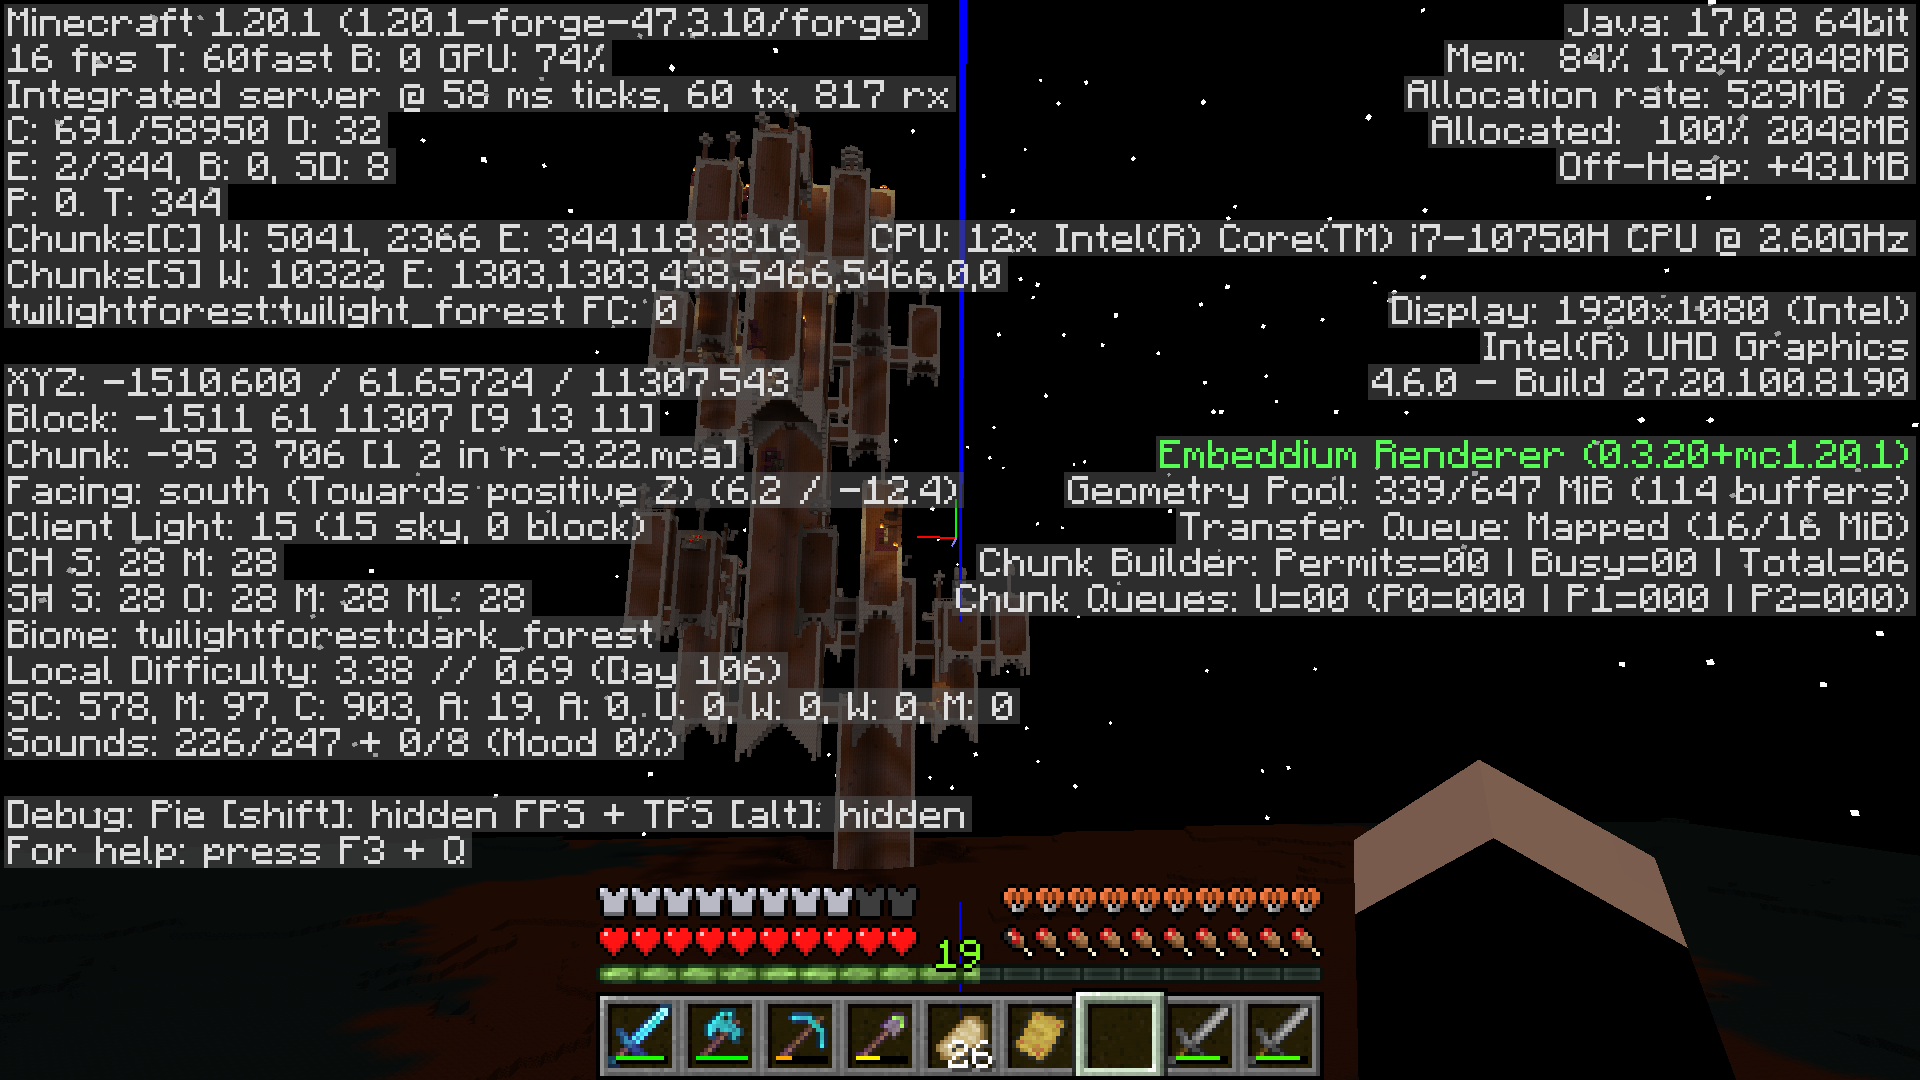 Minecraft 1.20.1 (1.20.1-forge-47.3.10/forge)
16 fps T: 60fast B: 0 GPU: 74%
Integrated server @ 58 ms ticks, 60 tx, 817 rx
C: 691/58950 D: 32
E: 2/344, B: 0, SD: 8
P: 0. T: 344
Chunks[C] W: 5041, 2366 E: 344,118,3816
Chunks[S] W: 10322 E: 1303,1303,438,5466,5466,0,0
twilightforest:twilight_forest FC: 0
XYZ: -1510.600 / 61.65724 / 11307.543
Block: -1511 61 11307 [9 13 11]
Chunk: -95 3 706 [1 2 in r.-3.22.mca]
Facing: south (Towards positive Z) (6.2 / -12.4)
Client Light: 15 (15 sky, 0 block)
CH S: 28 M: 28
SH S: 28 O: 28 M: 28 ML: 28
Biome: twilightforest:dark_forest
Local Difficulty: 3.38 // 0.69 (Day 106)
SC: 578, M: 97, C: 903, A: 19, A: 0, U: 0, W: 0, W: 0, M: 0
Sounds: 226/247 + 0/8 (Mood 0%)
Debug: Pie [shift]: hidden FPS + TPS [alt]: hidden
For help: press F3 + Q
Java: 17.0.8 64bit
Mem: 84% 1724/2048MB
Allocation rate: 529MB /s
Allocated: 100% 2048MB
Off-Heap: +431MB
CPU: 12x Intel(R) Core(TM) i7-10750H CPU @ 2.60GHz
Display: 1920x1080 (Intel)
Intel(R) UHD Graphics
4.6.0 - Build 27.20.100.8190
Embeddium Renderer (0.3.20+mc1.20.1)
Geometry Pool: 339/647 MiB (114 buffers)
Transfer Queue: Mapped (16/16 MiB)
Chunk Builder: Permits=00 | Busy=00 | Total=06
Chunk Queues: U=00 (P0=000 | P1=000 | P2=000)
19
26